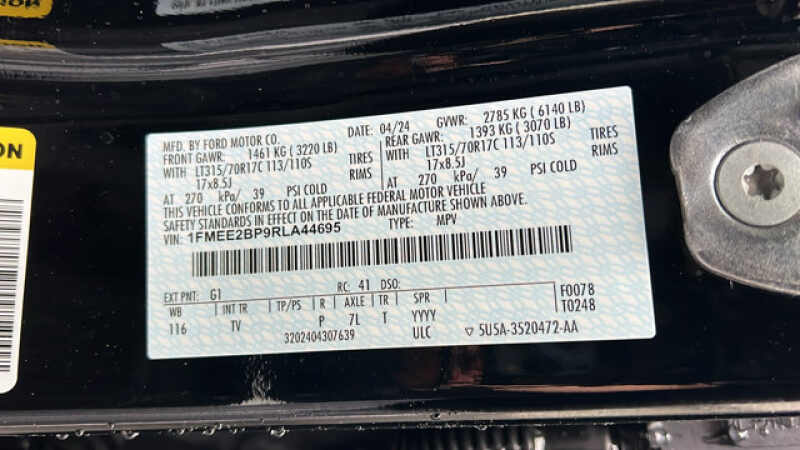 ON
MFD. BY FORD MOTOR CO. DATE: 04/24 GVWR: 2785 KG ( 6140 LB)
FRONT GAWR: 1461 KG ( 3220 LB) REAR GAWR: 1393 KG ( 3070 LB)
WITH LT315/70R17C 113/110S TIRES WITH LT315/70R17C 113/110S TIRES
17x8.5J RIMS 17x8.5J RIMS
AT 270 kPa/ 39 PSI COLD AT 270 kPa/ 39 PSI COLD
THIS VEHICLE CONFORMS TO ALL APPLICABLE FEDERAL MOTOR VEHICLE
SAFETY STANDARDS IN EFFECT ON THE DATE OF MANUFACTURE SHOWN ABOVE.
VIN: 1FMEE2BP9RLA44695 TYPE: MPV
EXT PNT: G1 RC: 41 DSO:
WB INT TR TP/PS R AXLE TR SPR F0078
116 TV P 7L T YYYY T0248
3202404307639 ULC ▽ 5U5A-3520472-AA